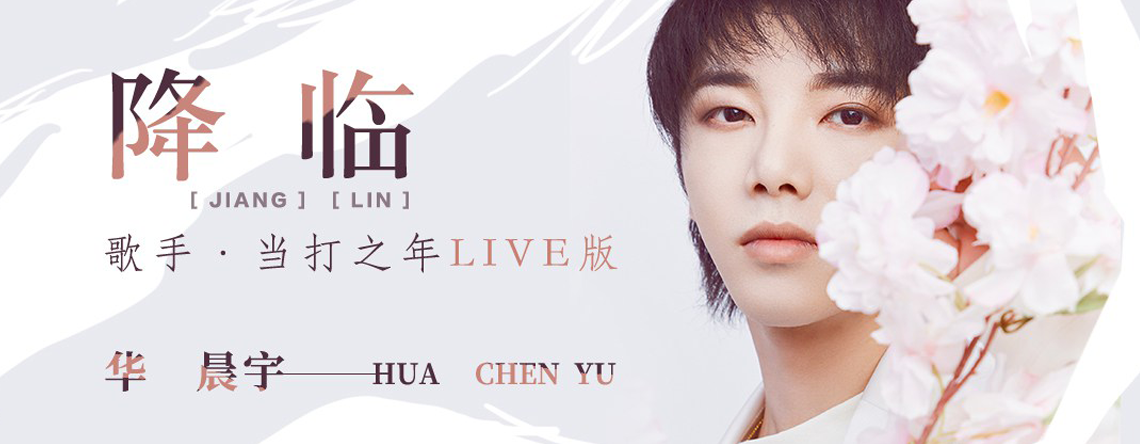 降 临
[ JIANG ] [ LIN ]
歌手·当打之年LIVE版
华 晨宇——HUA CHEN YU